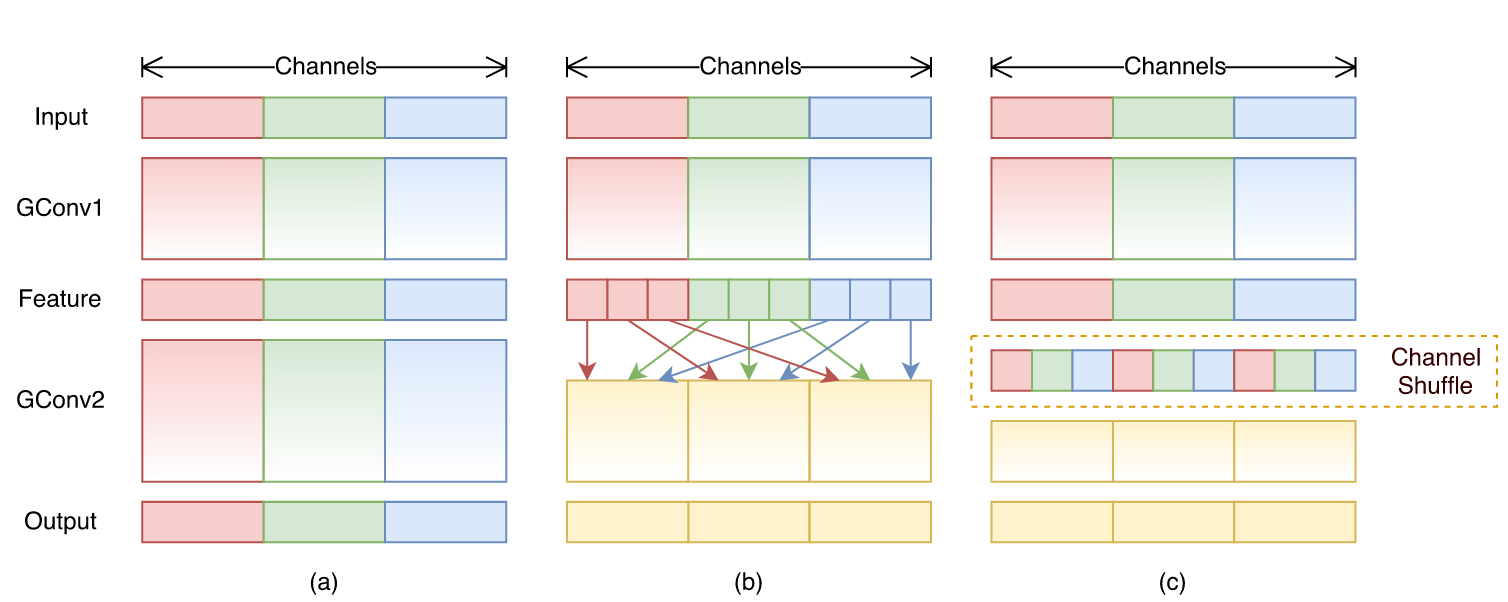 Channels
Channels
Channels
Input
GConv1
Feature
Channel
Shuffle
GConv2
Output
(a)
(b)
(c)